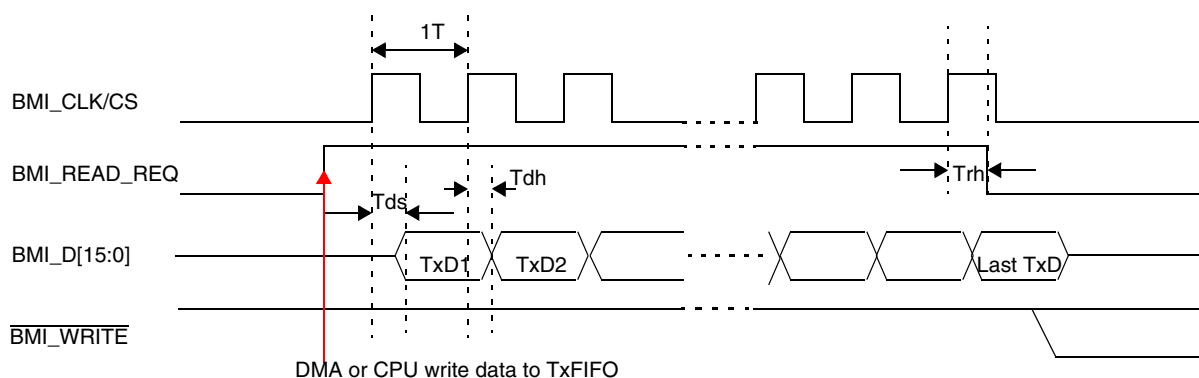 1T
BMI_CLK/CS
BMI_READ_REQ
Tds
Tdh
Trh
BMI_D[15:0]
TxD1
TxD2
Last TxD
BMI_WRITE
DMA or CPU write data to TxFIFO